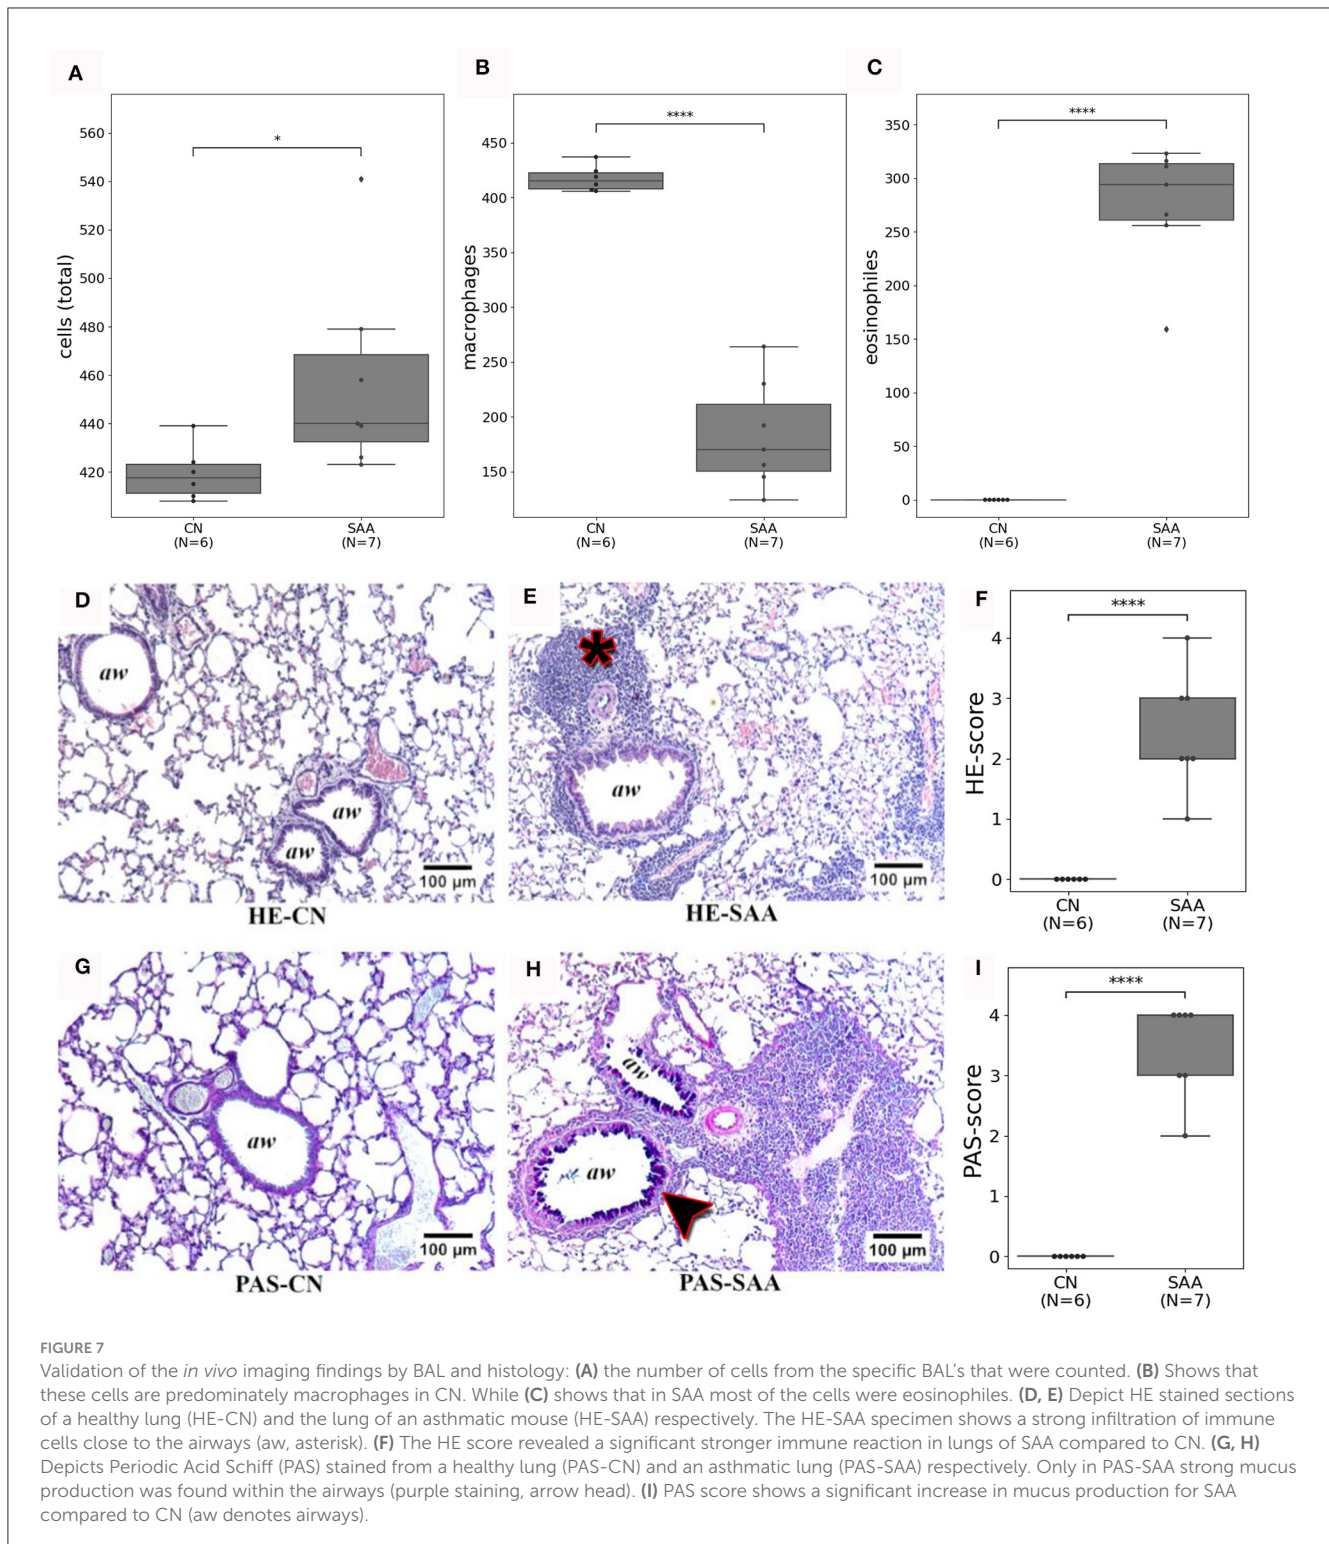 A
B
C
cells (total)
560
540
520
500
480
460
440
420
*
CN
(N=6)
SAA
(N=7)
macrophages
450
400
350
300
250
200
150
****
CN
(N=6)
SAA
(N=7)
eosinophiles
350
300
250
200
150
100
50
0
****
CN
(N=6)
SAA
(N=7)
D
aw
aw
aw
100 µm
HE-CN
E
*
aw
100 µm
HE-SAA
F
HE-score
4
3
2
1
0
****
CN
(N=6)
SAA
(N=7)
G
aw
100 µm
PAS-CN
H
aw
aw
100 µm
PAS-SAA
I
PAS-score
4
3
2
1
0
****
CN
(N=6)
SAA
(N=7)
FIGURE 7
Validation of the in vivo imaging findings by BAL and histology: (A) the number of cells from the specific BAL's that were counted. (B) Shows that
these cells are predominately macrophages in CN. While (C) shows that in SAA most of the cells were eosinophiles. (D, E) Depict HE stained sections
of a healthy lung (HE-CN) and the lung of an asthmatic mouse (HE-SAA) respectively. The HE-SAA specimen shows a strong infiltration of immune
cells close to the airways (aw, asterisk). (F) The HE score revealed a significant stronger immune reaction in lungs of SAA compared to CN. (G, H)
Depicts Periodic Acid Schiff (PAS) stained from a healthy lung (PAS-CN) and an asthmatic lung (PAS-SAA) respectively. Only in PAS-SAA strong mucus
production was found within the airways (purple staining, arrow head). (I) PAS score shows a significant increase in mucus production for SAA
compared to CN (aw denotes airways).